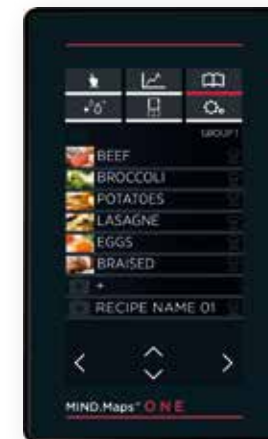 GROUP 1
BEEF
BROCCOLI
POTATOES
LASAGNE
EGGS
BRAISED
+
RECIPE NAME 01
MIND.Maps™ ONE